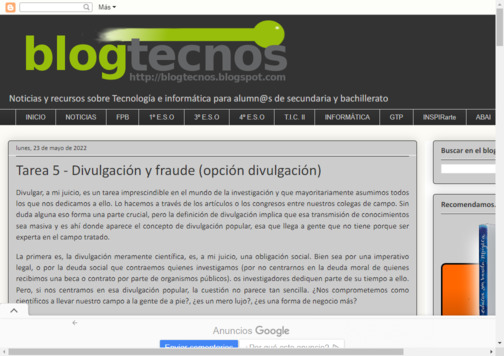 Más
blogtecnos
http://blogtecnos.blogspot.com
Noticias y recursos sobre Tecnología e informática para alumn@s de secundaria y bachillerato
INICIO NOTICIAS FPB 1º E.S.O 3º E.S.O 4º E.S.O T.I.C. II INFORMÁTICA GTP INSPIRarte ABAI
lunes, 23 de mayo de 2022
Tarea 5 - Divulgación y fraude (opción divulgación)
Divulgar, a mi juicio, es un tarea imprescindible en el mundo de la investigación y que mayoritariamente asumimos todos
los que nos dedicamos a ello. Lo hacemos a través de los artículos o los congresos entre nuestros colegas de campo. Sin
duda alguna eso forma una parte crucial, pero la definición de divulgación implica que esa transmisión de conocimientos
sea masiva y es ahí donde aparece el concepto de divulgación popular, esa que llega a gente que no tiene porque ser
experta en el campo tratado.
La primera es, la divulgación meramente científica, es, a mi juicio, una obligación social. Bien sea por una imperativo
legal, o por la deuda social que contraemos quienes investigamos (por no centrarnos en la deuda moral de quienes
recibimos una beca o contrato por parte de organismos públicos). os investigadores dediquen parte de su tiempo a ello.
Pero, si nos centramos en esa divulgación popular, la cuestión no parece tan sencilla. ¿Nos comprometemos como
científicos a llevar nuestro campo a la gente de a pie?, ¿es un mero lujo?, ¿es una forma de negocio más?
Buscar en el blog
Recomendamos.
Anuncios Google
Enviar comentarios
¿Por qué este anuncio?